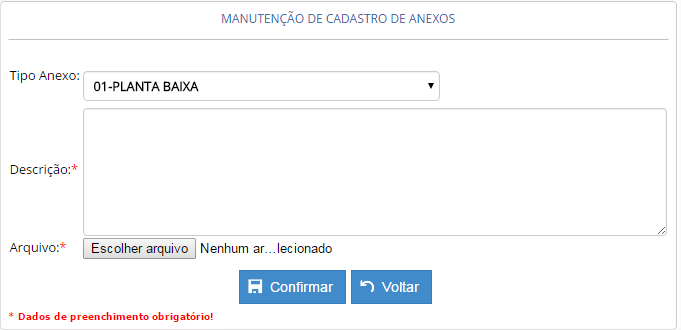 MANUTENÇÃO DE CADASTRO DE ANEXOS
Tipo Anexo: 01-PLANTA BAIXA
Descrição:*
Arquivo:* Escolher arquivo Nenhum ar...lecionado
Confirmar Voltar
* Dados de preenchimento obrigatório!